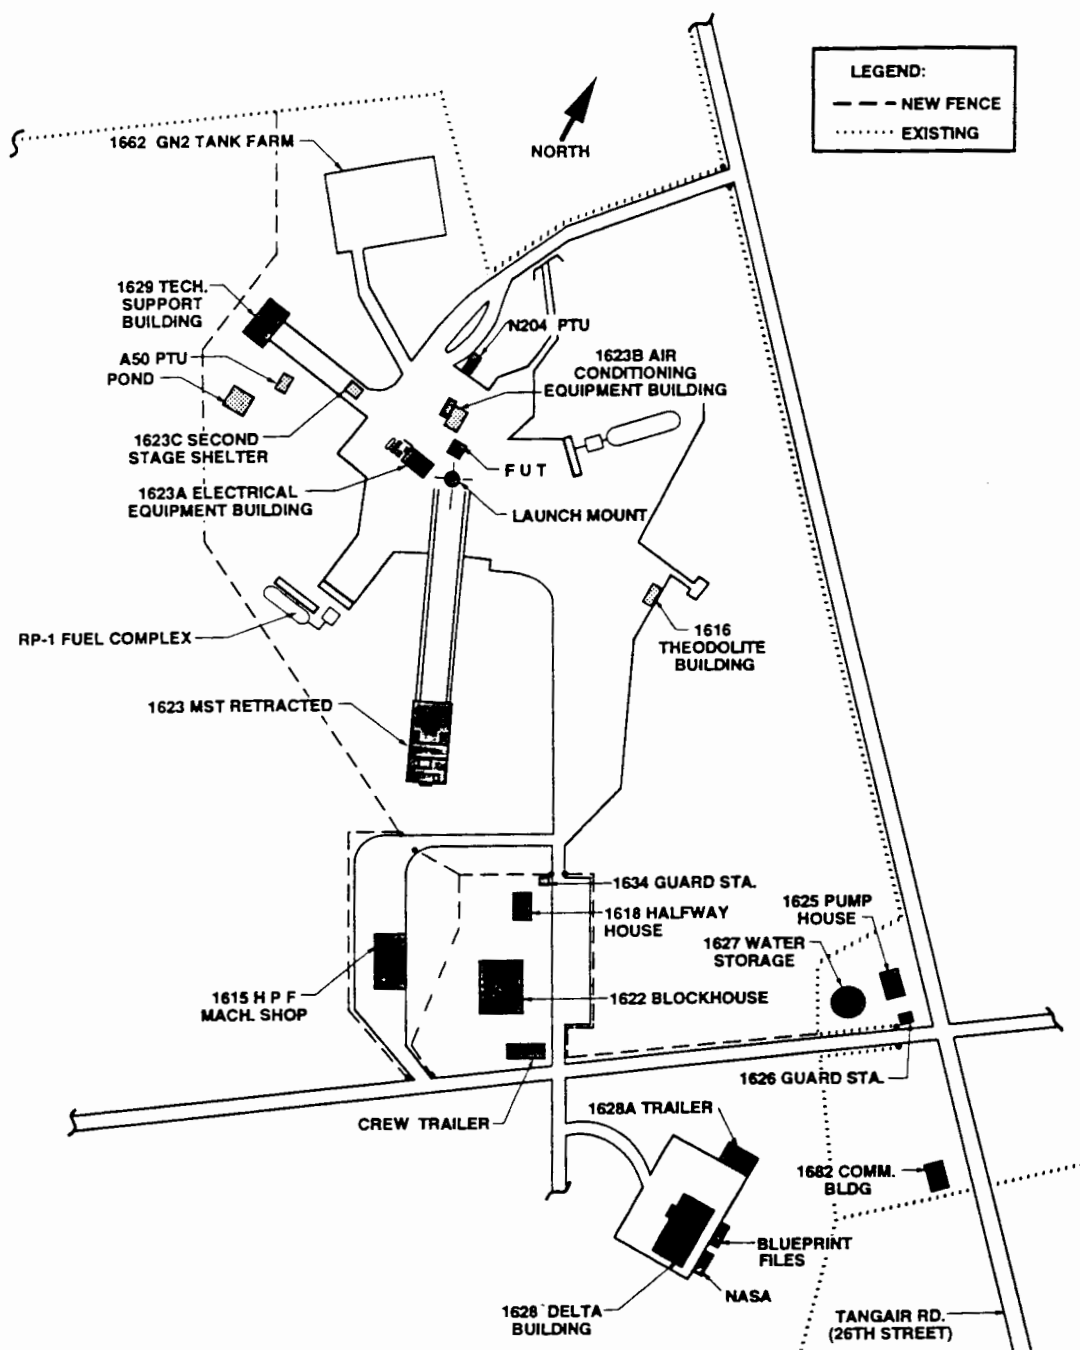 LEGEND:
NEW FENCE
EXISTING
1662 GN2 TANK FARM
NORTH
1629 TECH.
SUPPORT
BUILDING
N204 PTU
A50 PTU
POND
1623B AIR
CONDITIONING
EQUIPMENT BUILDING
1623C SECOND
STAGE SHELTER
FUT
1623A ELECTRICAL
EQUIPMENT BUILDING
LAUNCH MOUNT
RP-1 FUEL COMPLEX
1616
THEODOLITE
BUILDING
1623 MST RETRACTED
1634 GUARD STA.
1618 HALFWAY
HOUSE
1625 PUMP
HOUSE
1627 WATER
STORAGE
1615 H P F
MACH. SHOP
1622 BLOCKHOUSE
1626 GUARD STA.
CREW TRAILER
1628A TRAILER
1682 COMM.
BLDG
BLUEPRINT
FILES
NASA
1628 DELTA
BUILDING
TANGAIR RD.
(26TH STREET)